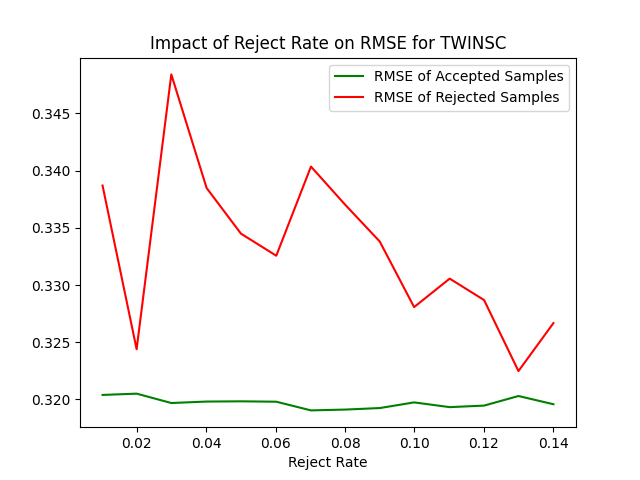 Impact of Reject Rate on RMSE for TWINSC
RMSE of Accepted Samples
RMSE of Rejected Samples
0.345
0.340
0.335
0.330
0.325
0.320
0.02 0.04 0.06 0.08 0.10 0.12 0.14
Reject Rate